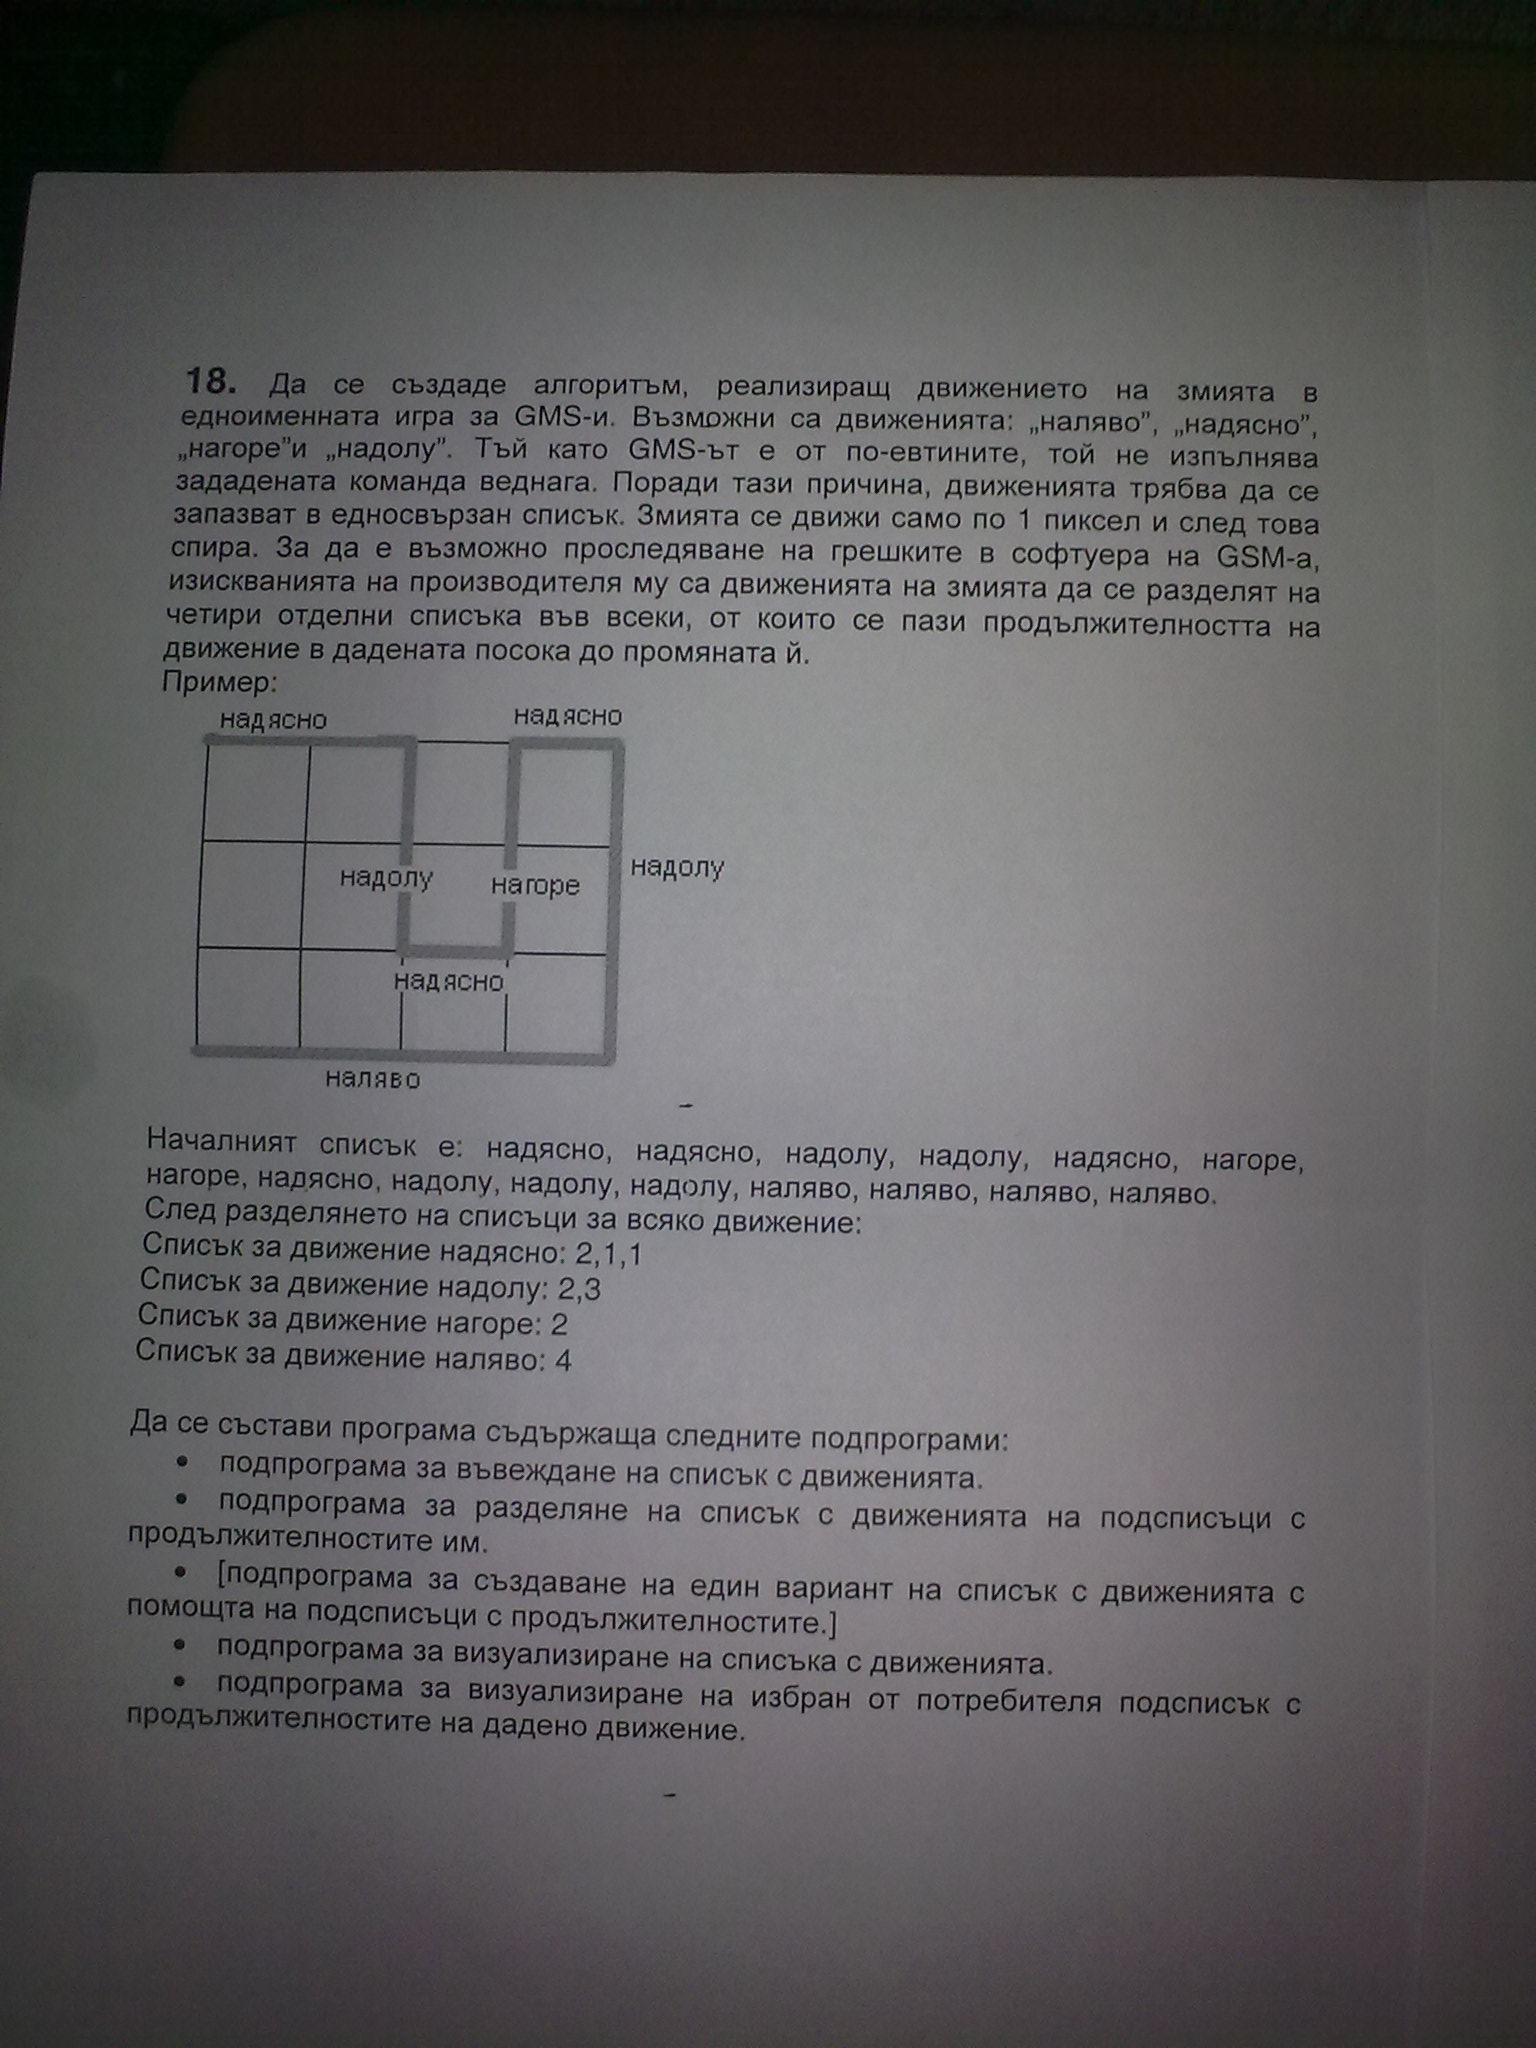 18. Да се създаде алгоритъм, реализиращ движението на змията в
едноименната игра за GMS-и. Възможни са движенията: „наляво”, „надясно”,
„нагоре”и „надолу”. Тъй като GMS-ът е от по-евтините, той не изпълнява
зададената команда веднага. Поради тази причина, движенията трябва да се
запазват в едносвързан списък. Змията се движи само по 1 пиксел и след това
спира. За да е възможно проследяване на грешките в софтуера на GSM-а,
изискванията на производителя му са движенията на змията да се разделят на
четири отделни списъка във всеки, от които се пази продължителността на
движение в дадената посока до промяната й.
Пример:
надясно надясно
надолу нагоре надолу
надясно
наляво
Началният списък е: надясно, надясно, надолу, надолу, надясно, нагоре,
нагоре, надясно, надолу, надолу, надолу, наляво, наляво, наляво, наляво.
След разделянето на списъци за всяко движение:
Списък за движение надясно: 2,1,1
Списък за движение надолу: 2,3
Списък за движение нагоре: 2
Списък за движение наляво: 4
Да се състави програма съдържаща следните подпрограми:
• подпрограма за въвеждане на списък с движенията.
• подпрограма за разделяне на списък с движенията на подсписъци с
продължителностите им.
• [подпрограма за създаване на един вариант на списък с движенията с
помощта на подсписъци с продължителностите.]
• подпрограма за визуализиране на списъка с движенията.
• подпрограма за визуализиране на избран от потребителя подсписък с
продължителностите на дадено движение.